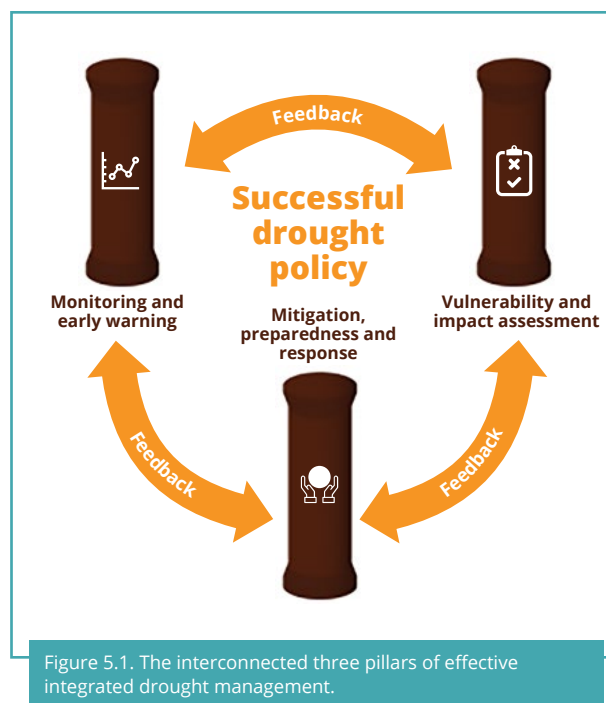 Feedback
Successful
drought
policy
Monitoring and
early warning
Vulnerability and
impact assessment
Mitigation,
preparedness and
response
Feedback
Feedback
Figure 5.1. The interconnected three pillars of effective
integrated drought management.